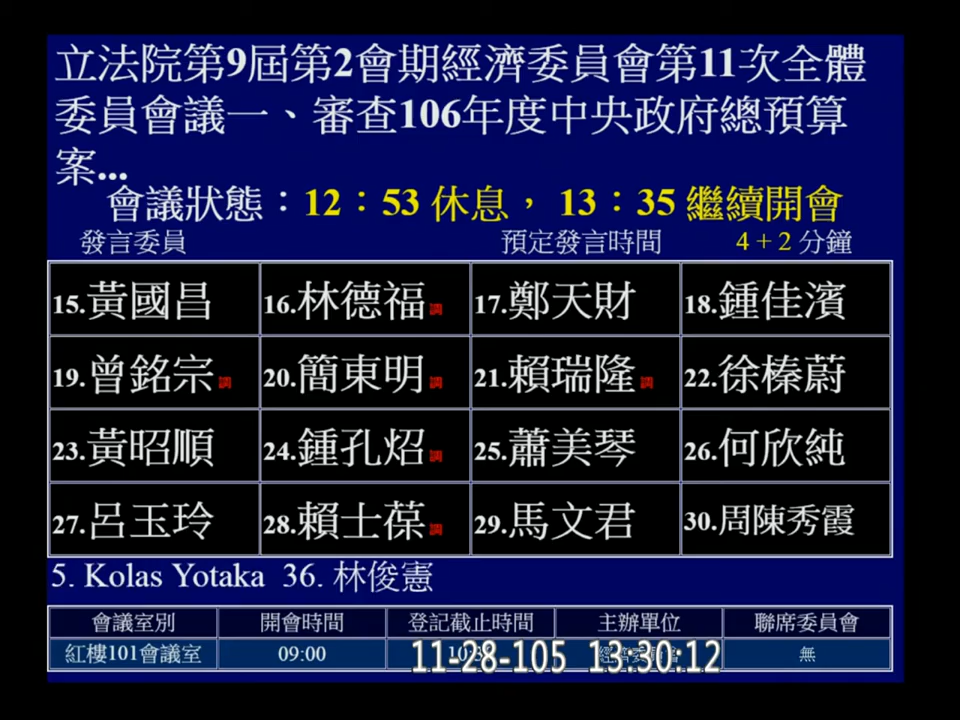 立法院第9屆第2會期經濟委員會第11次全體
委員會議一、審查106年度中央政府總預算
案...
會議狀態：12：53 休息，13：35 繼續開會
發言委員 預定發言時間 4 + 2 分鐘
15.黃國昌 16.林德福調 17.鄭天財 18.鍾佳濱
19.曾銘宗調 20.簡東明調 21.賴瑞隆調 22.徐榛蔚
23.黃昭順 24.鍾孔炤調 25.蕭美琴 26.何欣純
27.呂玉玲 28.賴士葆調 29.馬文君 30.周陳秀霞
5. Kolas Yotaka 36. 林俊憲
會議室別 開會時間 登記截止時間 主辦單位 聯席委員會
紅樓101會議室 09:00 無
11-28-105 13:30:12